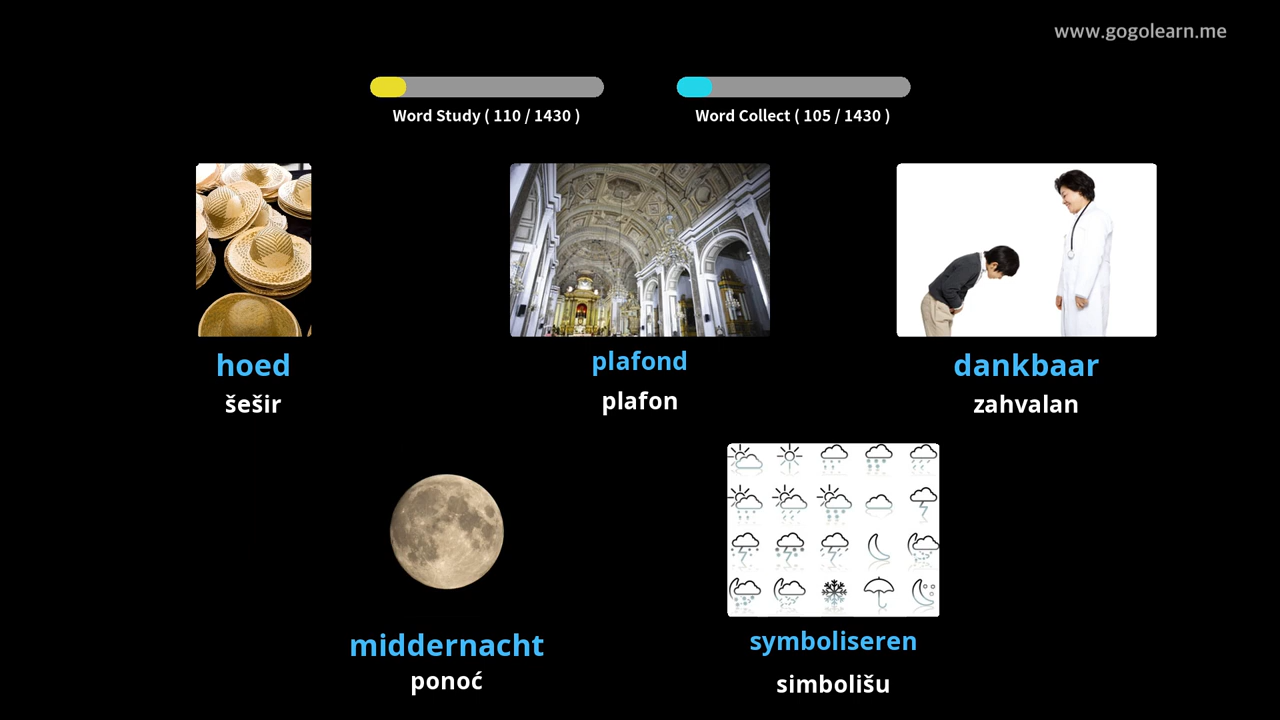 www.gogolearn.me
Word Study ( 110 / 1430 )
Word Collect ( 105 / 1430 )
hoed
šešir
plafond
plafon
dankbaar
zahvalan
middernacht
ponoć
symboliseren
simbolišu